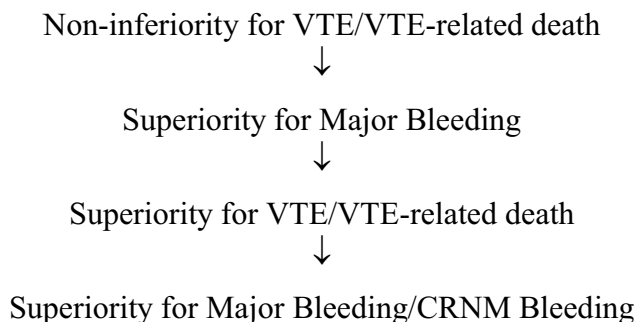 Non-inferiority for VTE/VTE-related death
↓
Superiority for Major Bleeding
↓
Superiority for VTE/VTE-related death
↓
Superiority for Major Bleeding/CRNM Bleeding